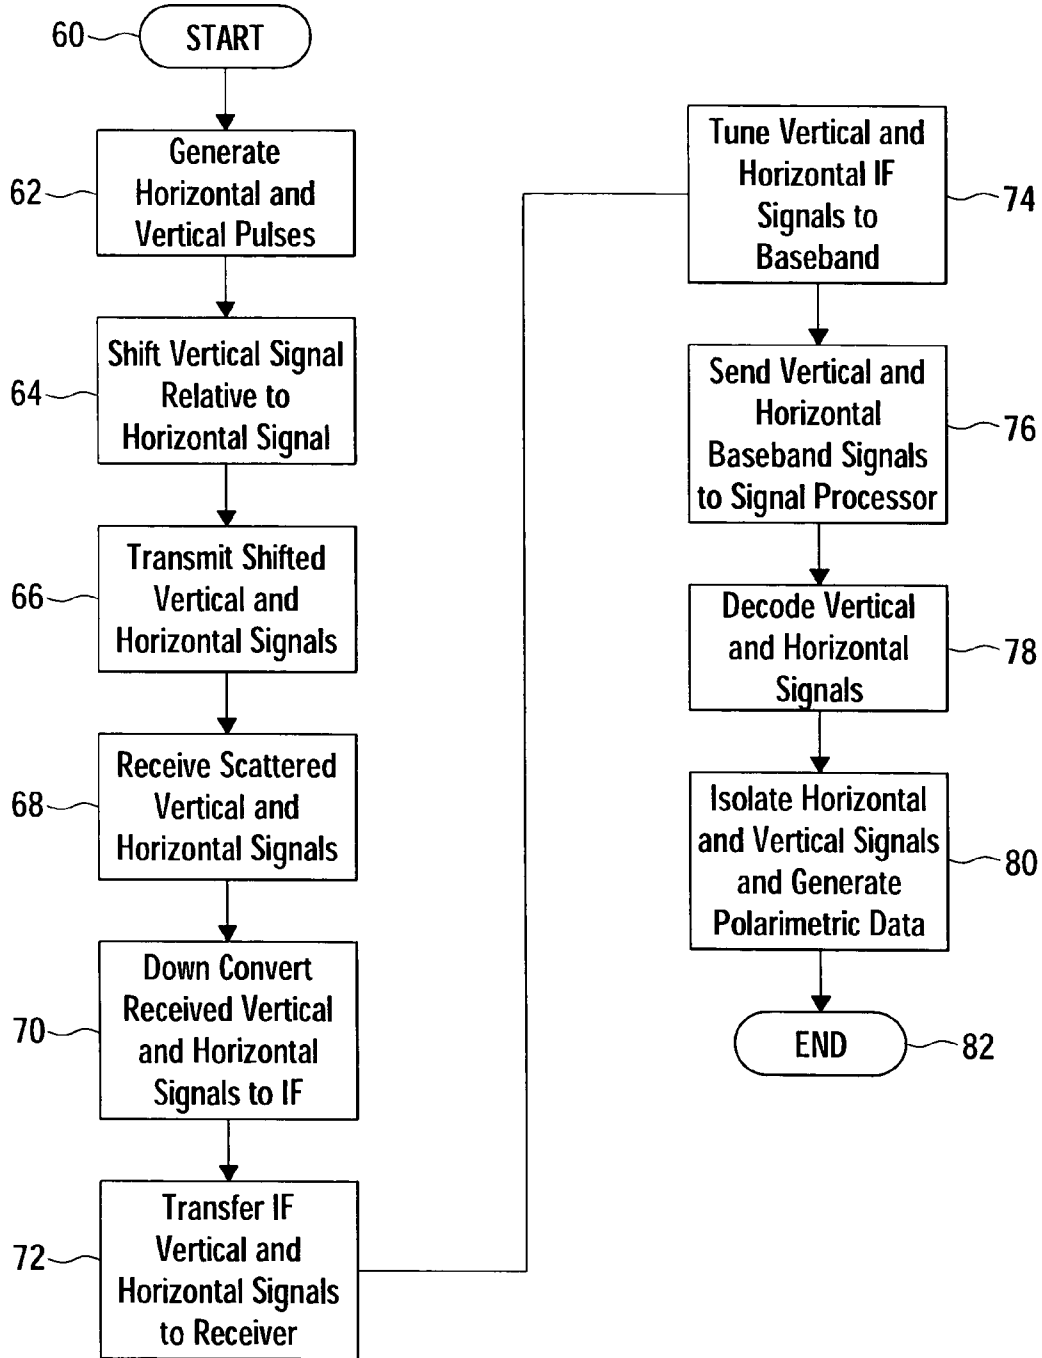 60
START
62
Generate
Horizontal and
Vertical Pulses
64
Shift Vertical Signal
Relative to
Horizontal Signal
66
Transmit Shifted
Vertical and
Horizontal Signals
68
Receive Scattered
Vertical and
Horizontal Signals
70
Down Convert
Received Vertical
and Horizontal
Signals to IF
72
Transfer IF
Vertical and
Horizontal Signals
to Receiver
Tune Vertical and
Horizontal IF
Signals to
Baseband
74
Send Vertical and
Horizontal
Baseband Signals
to Signal Processor
76
Decode Vertical
and Horizontal
Signals
78
Isolate Horizontal
and Vertical Signals
and Generate
Polarimetric Data
80
END
82